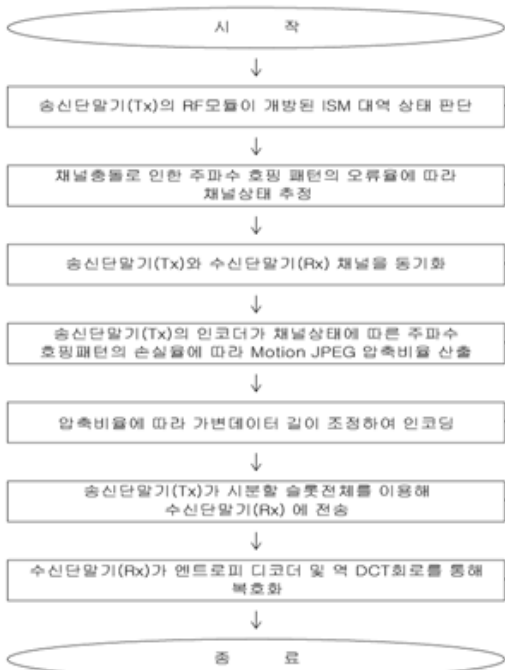 시 작
송신단말기(Tx)의 RF모듈이 개방된 ISM 대역 상태 판단
채널충돌로 인한 주파수 호핑 패턴의 오류율에 따라
채널상태 추정
송신단말기(Tx)와 수신단말기(Rx) 채널을 동기화
송신단말기(Tx)의 인코더가 채널상태에 따른 주파수
호핑패턴의 손실율에 따라 Motion JPEG 압축비율 산출
압축비율에 따라 가변데이터 길이 조정하여 인코딩
송신단말기(Tx)가 시분할 슬롯전체를 이용해
수신단말기(Rx) 에 전송
수신단말기(Rx)가 엔트로피 디코더 및 역 DCT회로를 통해
복호화
종 료